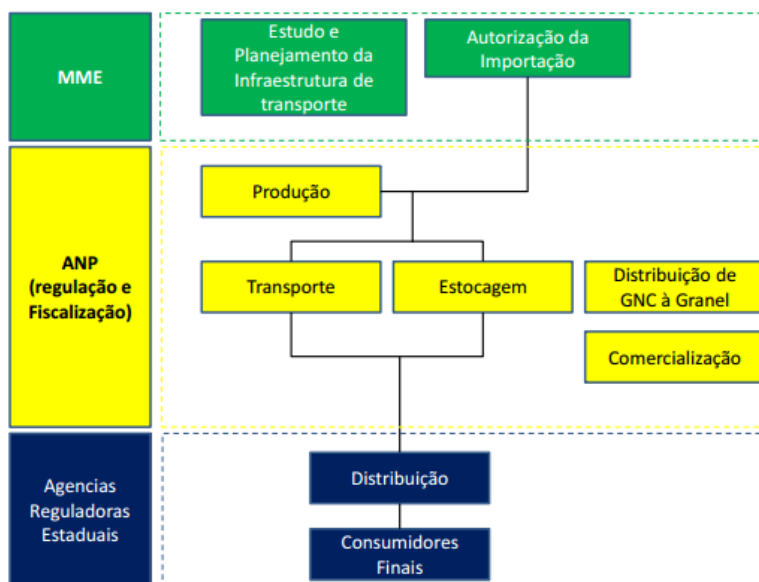 MME
Estudo e
Planejamento da
Infraestrutura de
transporte
Autorização da
Importação
ANP
(regulação e
Fiscalização)
Produção
Transporte
Estocagem
Distribuição de
GNC à Granel
Comercialização
Agencias
Reguladoras
Estaduais
Distribuição
Consumidores
Finais